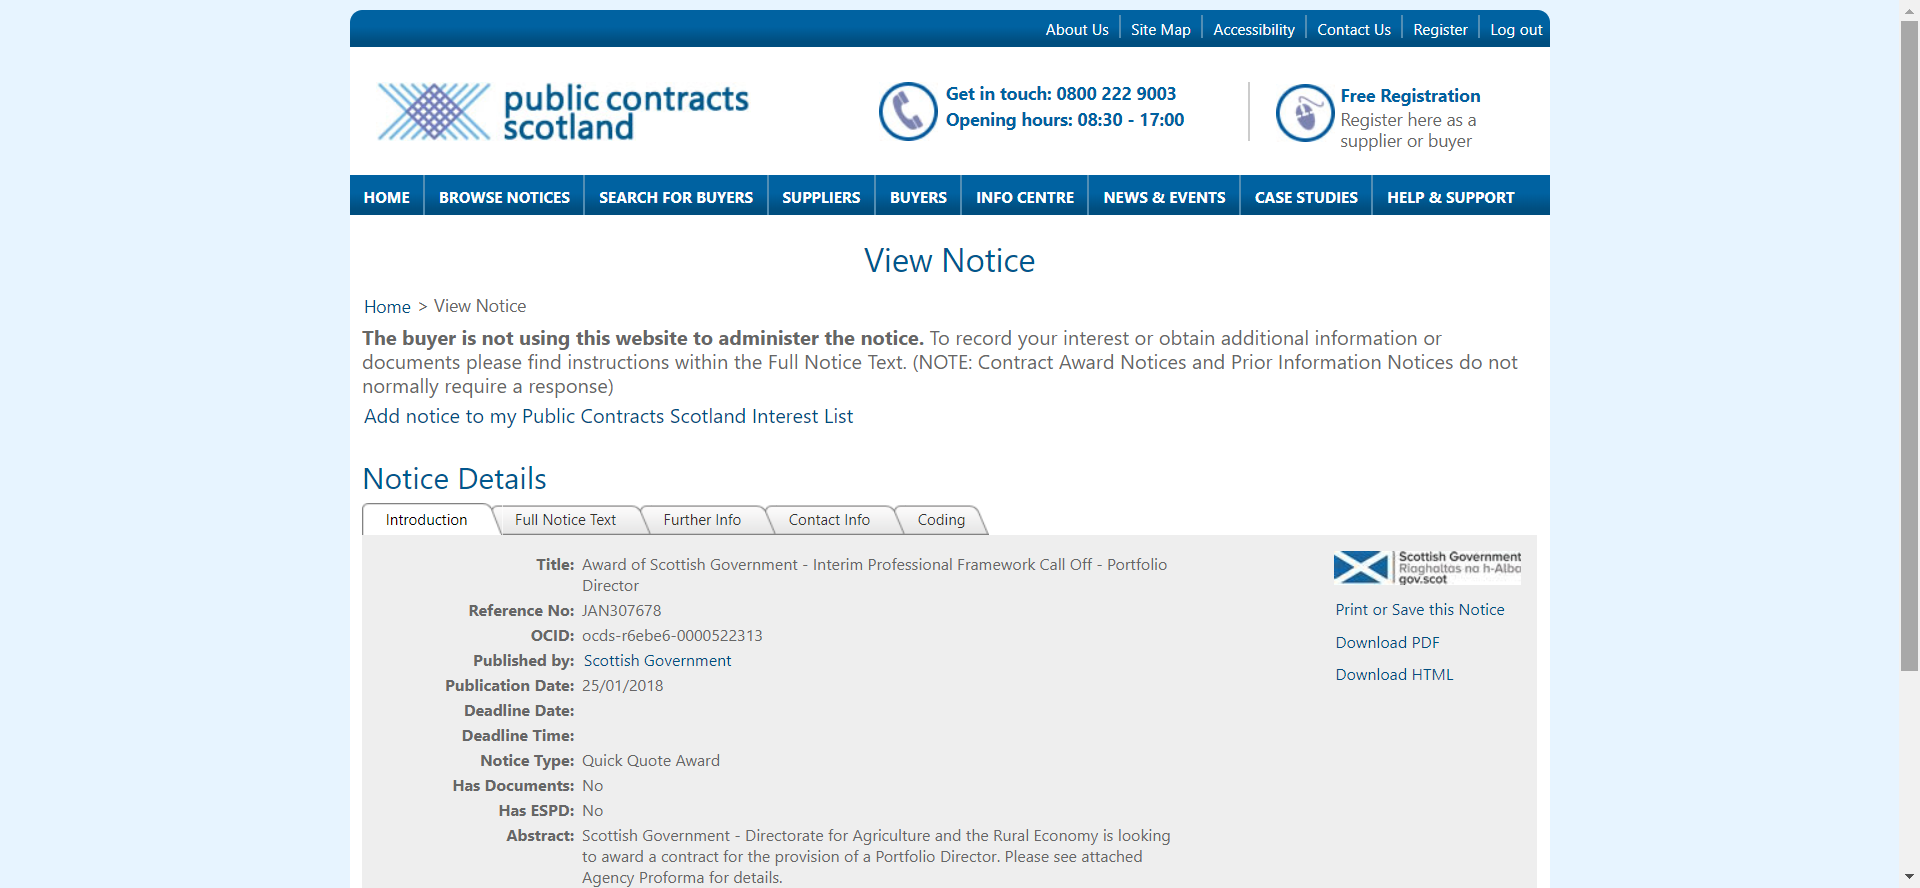 About Us
Site Map
Accessibility
Contact Us
Register
Log out
public contracts
scotland
Get in touch: 0800 222 9003
Opening hours: 08:30 - 17:00
Free Registration
Register here as a
supplier or buyer
HOME
BROWSE NOTICES
SEARCH FOR BUYERS
SUPPLIERS
BUYERS
INFO CENTRE
NEWS & EVENTS
CASE STUDIES
HELP & SUPPORT
View Notice
Home > View Notice
The buyer is not using this website to administer the notice. To record your interest or obtain additional information or
documents please find instructions within the Full Notice Text. (NOTE: Contract Award Notices and Prior Information Notices do not
normally require a response)
Add notice to my Public Contracts Scotland Interest List
Notice Details
Introduction
Full Notice Text
Further Info
Contact Info
Coding
Title: Award of Scottish Government - Interim Professional Framework Call Off - Portfolio
Director
Reference No: JAN307678
OCID: ocds-r6ebe6-0000522313
Published by: Scottish Government
Publication Date: 25/01/2018
Deadline Date:
Deadline Time:
Notice Type: Quick Quote Award
Has Documents: No
Has ESPD: No
Abstract: Scottish Government - Directorate for Agriculture and the Rural Economy is looking
to award a contract for the provision of a Portfolio Director. Please see attached
Agency Proforma for details.
Scottish Government
Riaghaltas na h-Alba
gov.scot
Print or Save this Notice
Download PDF
Download HTML